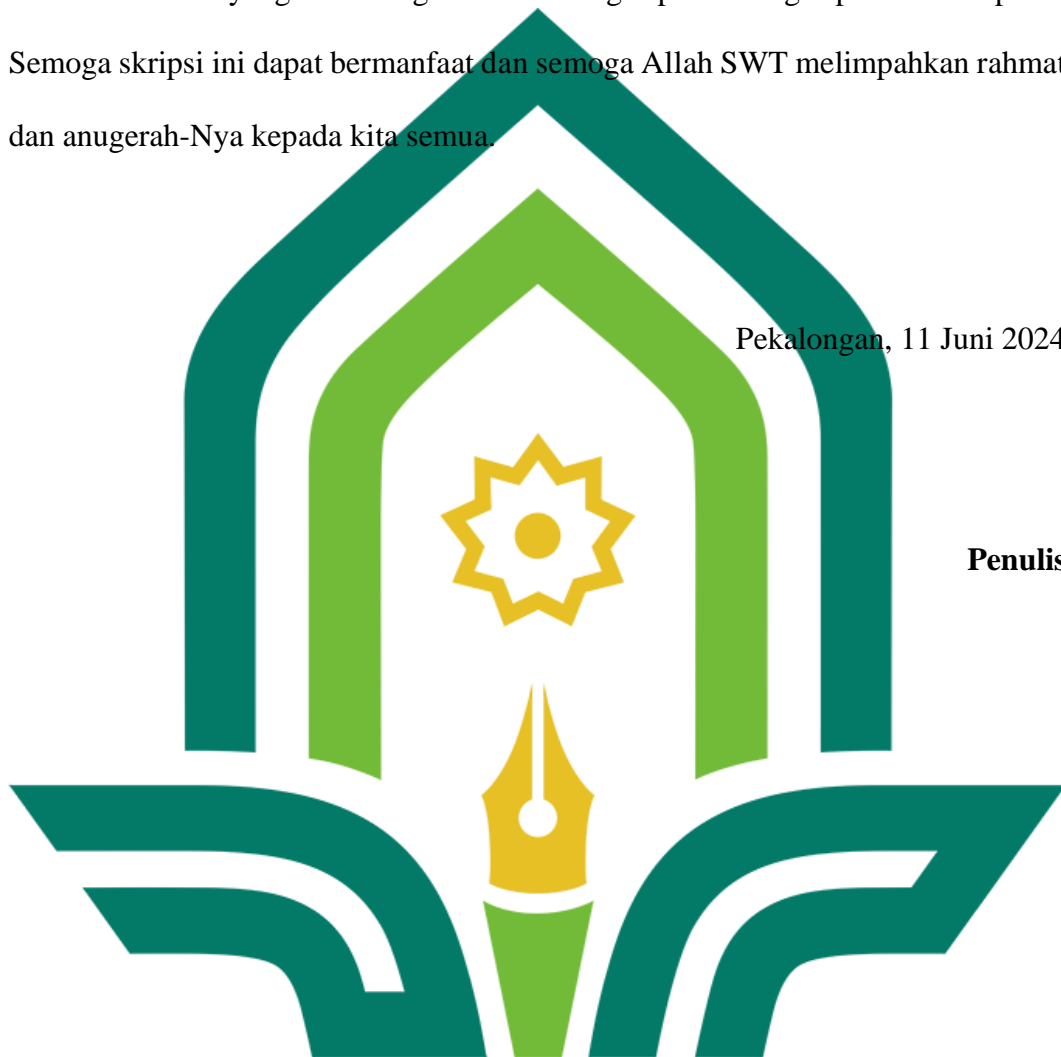 Semoga skripsi ini dapat bermanfaat dan semoga Allah SWT melimpahkan rahmat
dan anugerah-Nya kepada kita semua.
Pekalongan, 11 Juni 2024
Penulis